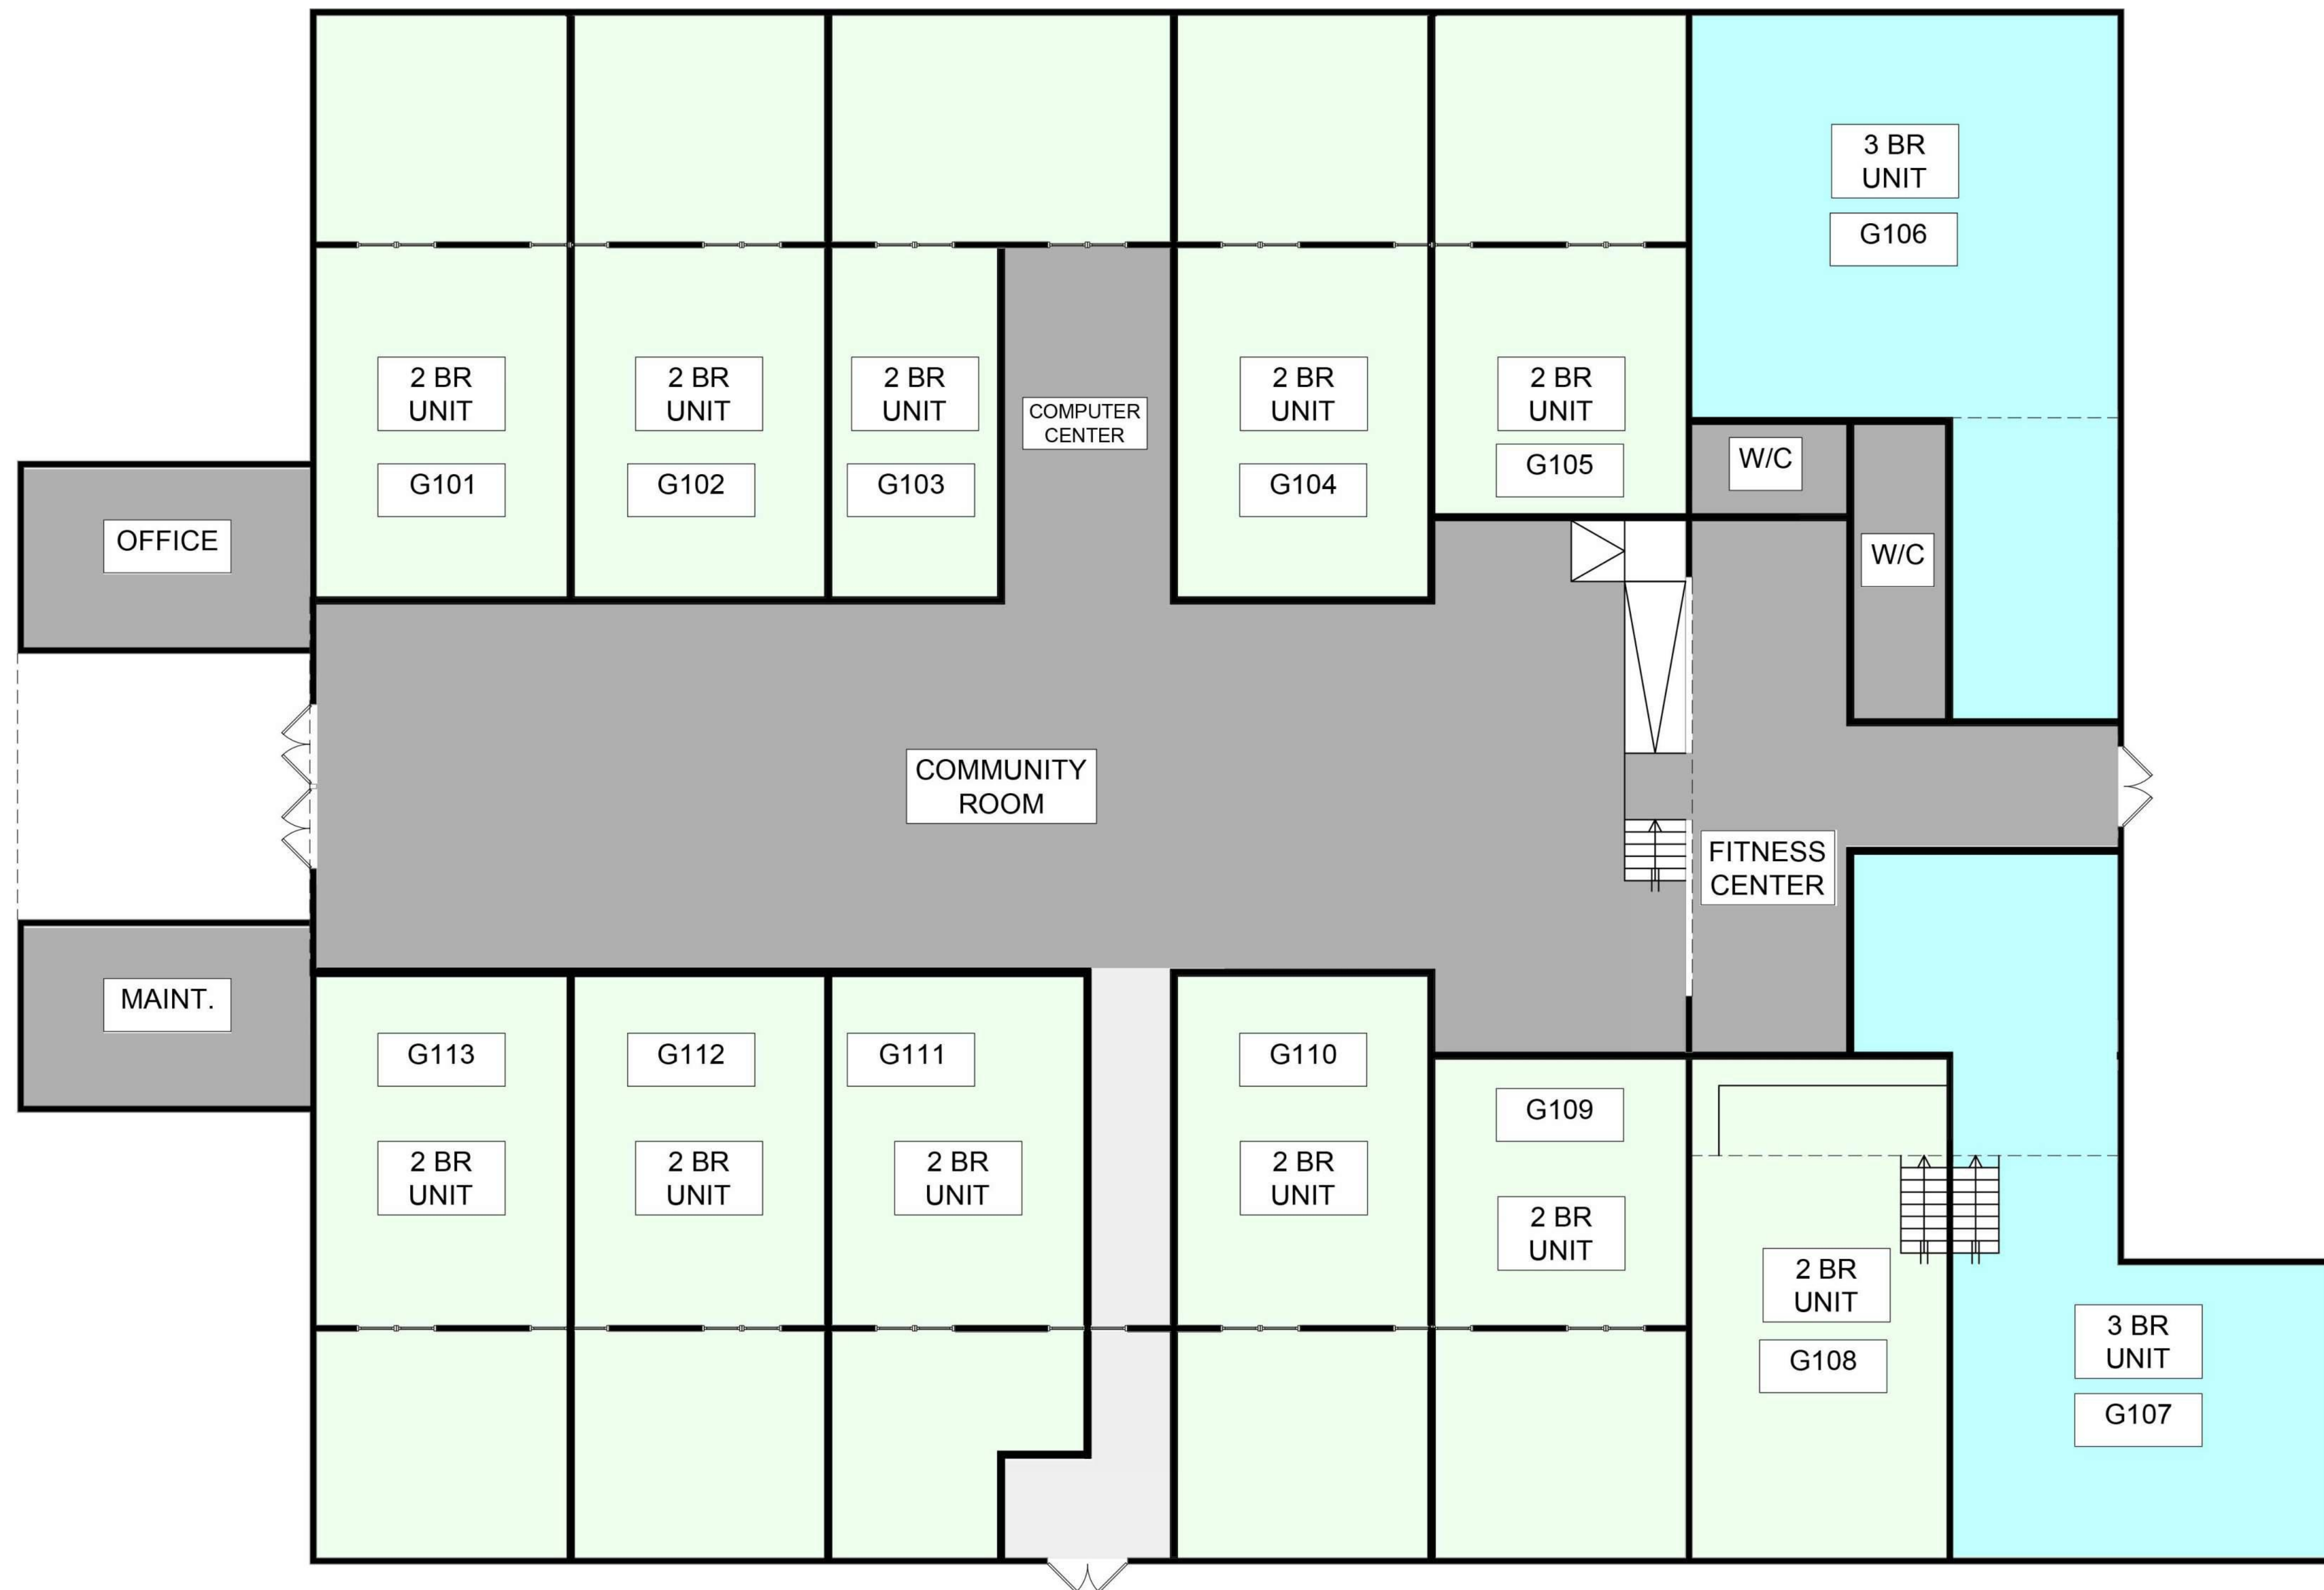 3 BR
UNIT
G106
2 BR
UNIT
G101
2 BR
UNIT
G102
2 BR
UNIT
G103
COMPUTER
CENTER
2 BR
UNIT
G104
2 BR
UNIT
G105
W/C
W/C
OFFICE
COMMUNITY
ROOM
FITNESS
CENTER
MAINT.
G113
2 BR
UNIT
G112
2 BR
UNIT
G111
2 BR
UNIT
G110
2 BR
UNIT
G109
2 BR
UNIT
2 BR
UNIT
G108
3 BR
UNIT
G107